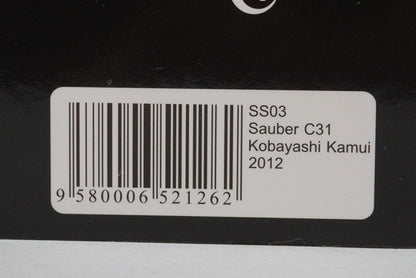 SS03
Sauber C31
Kobayashi Kamui
2012
9 580006 521262